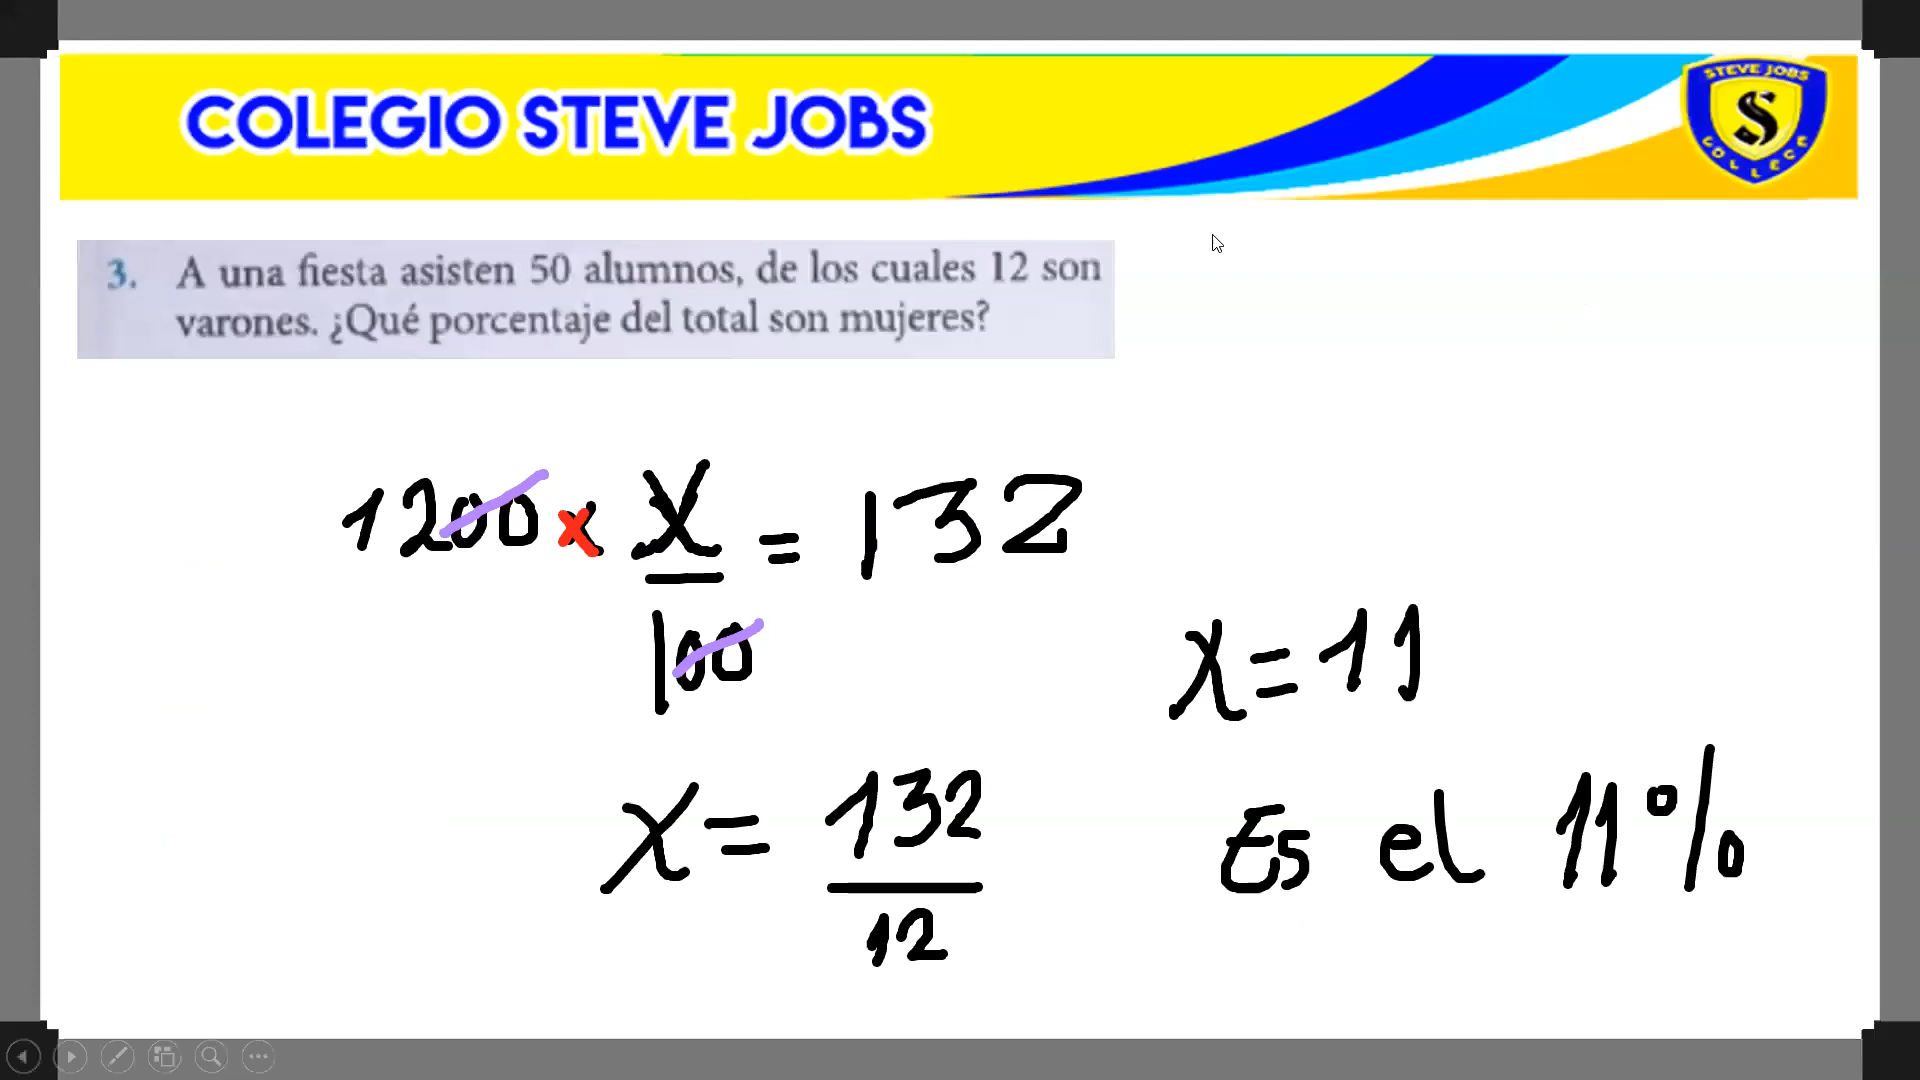 COLEGIO STEVE JOBS
STEVE JOBS
S
COLLEGE
3. A una fiesta asisten 50 alumnos, de los cuales 12 son
varones. ¿Qué porcentaje del total son mujeres?
1200 x X = 132
100
X = 11
X = 132
12
Es el 11%